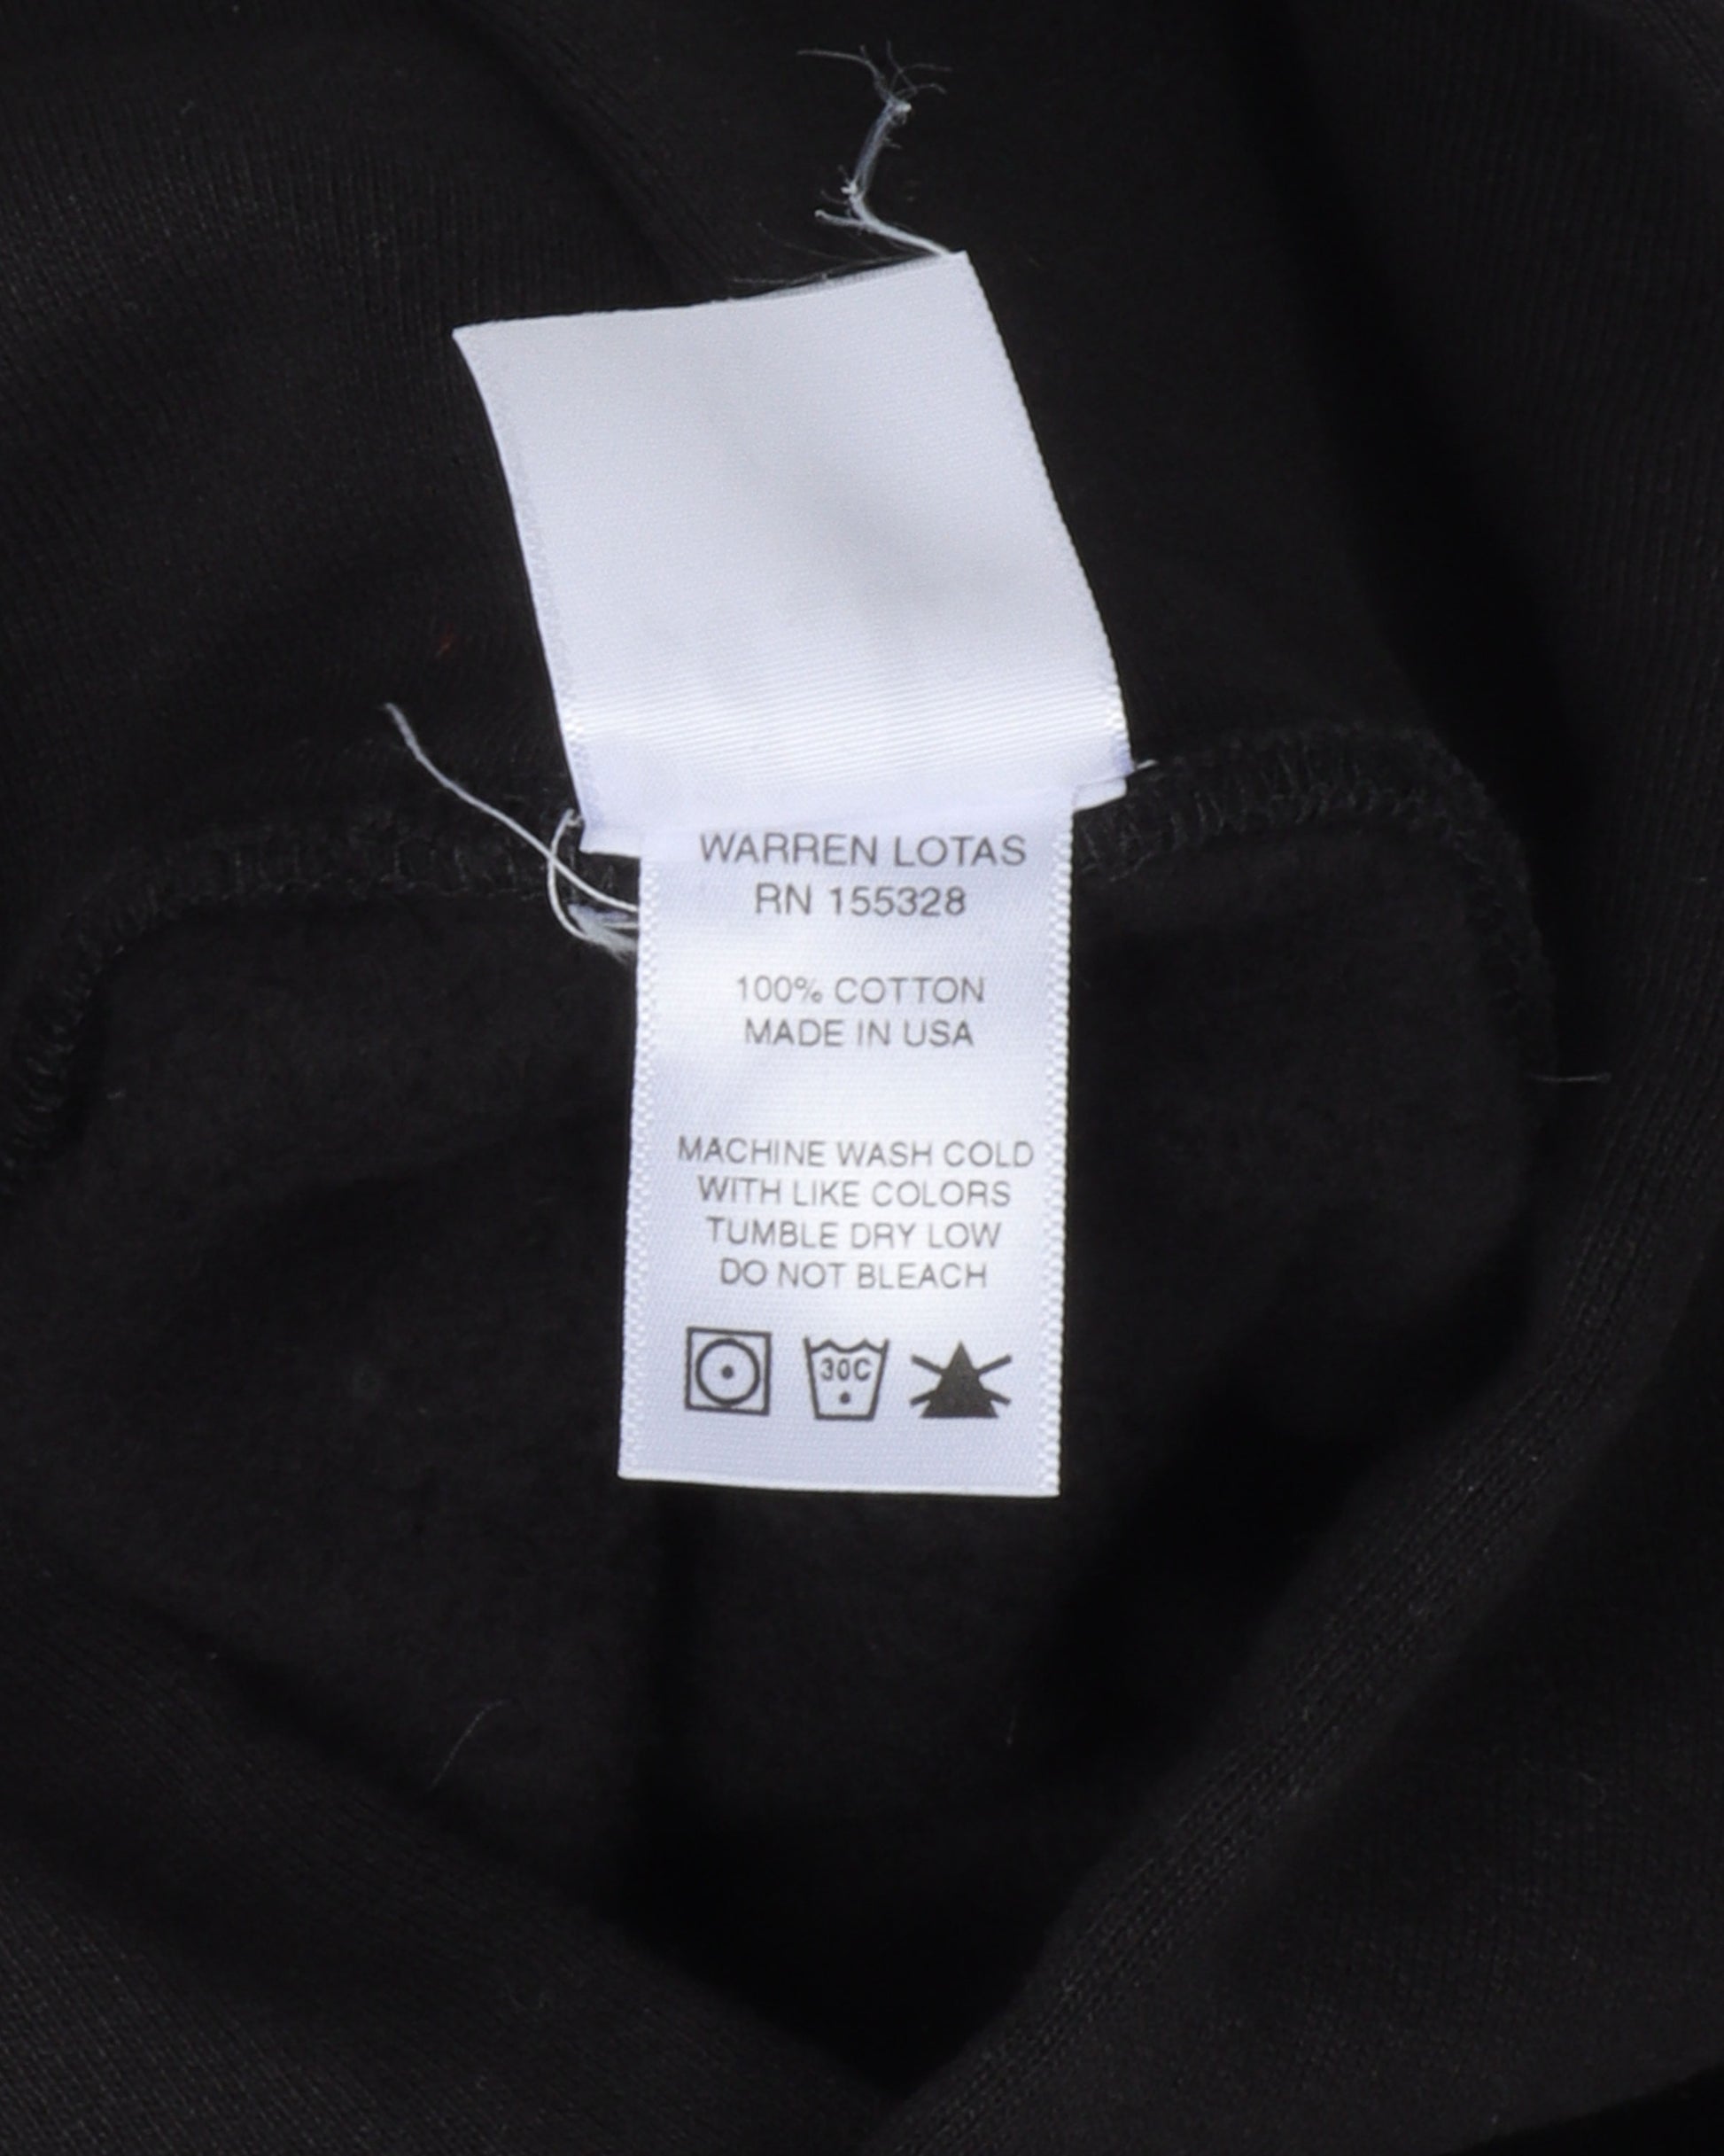 WARREN LOTAS
RN 155328
100% COTTON
MADE IN USA
MACHINE WASH COLD
WITH LIKE COLORS
TUMBLE DRY LOW
DO NOT BLEACH
30C